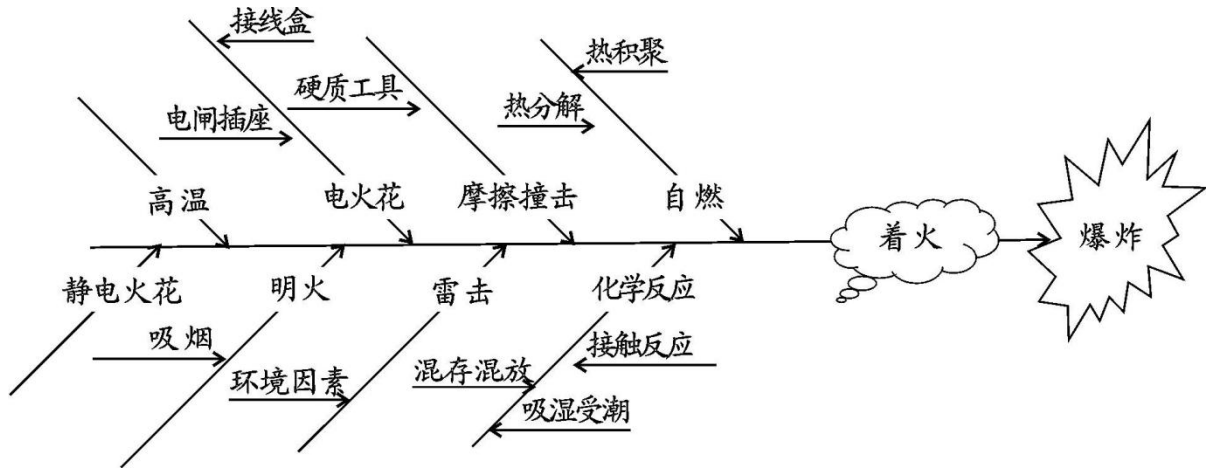 接线盒
热积聚
硬质工具
热分解
电闸插座
高温
电火花
摩擦撞击
自燃
着火
爆炸
静电火花
明火
雷击
化学反应
吸烟
接触反应
环境因素
混存混放
吸湿受潮